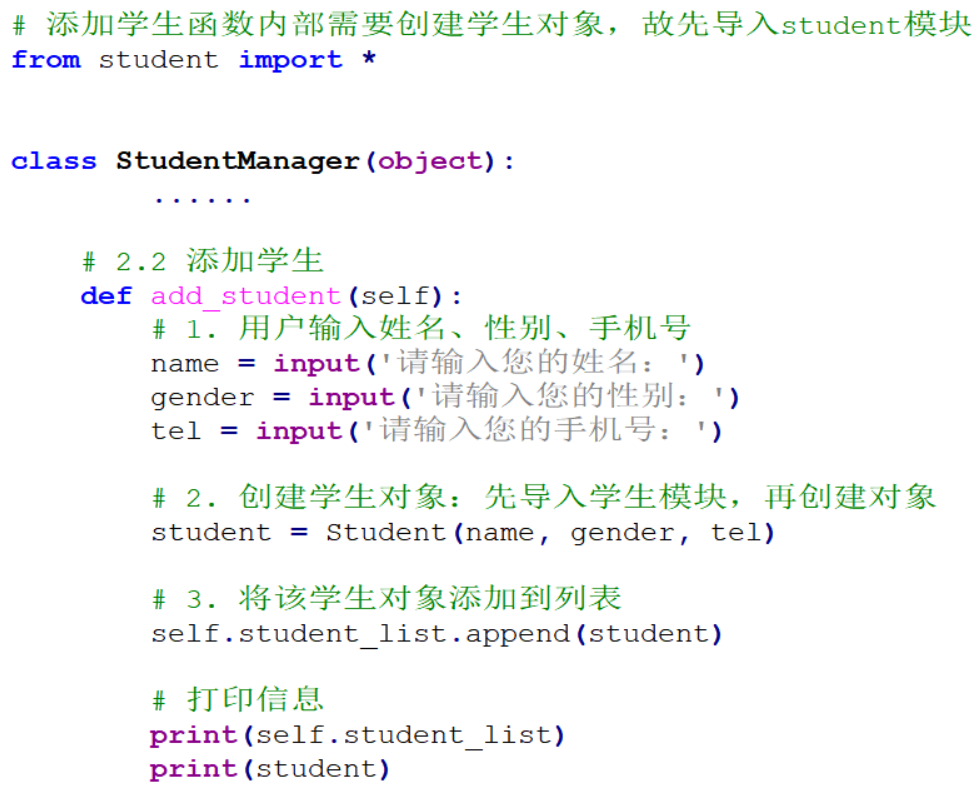 # 添加学生函数内部需要创建学生对象，故先导入student模块
from student import *
class StudentManager(object):
......
# 2.2 添加学生
def add_student(self):
# 1. 用户输入姓名、性别、手机号
name = input('请输入您的姓名：')
gender = input('请输入您的性别：')
tel = input('请输入您的手机号：')
# 2. 创建学生对象：先导入学生模块，再创建对象
student = Student(name, gender, tel)
# 3. 将该学生对象添加到列表
self.student_list.append(student)
# 打印信息
print(self.student_list)
print(student)